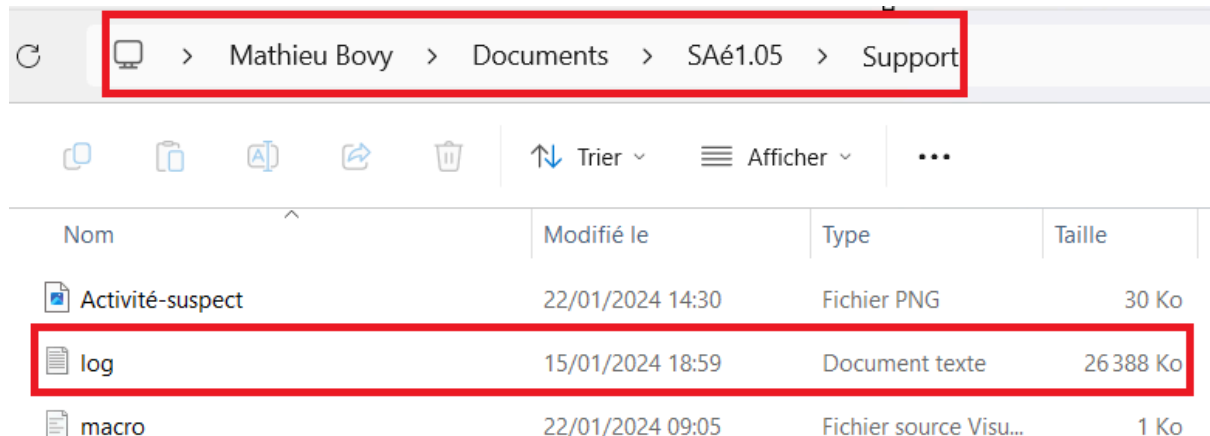 > Mathieu Bovy > Documents > SAé1.05 > Support
Trier Afficher ...
Nom Modifié le Type Taille
Activité-suspect 22/01/2024 14:30 Fichier PNG 30 Ko
log 15/01/2024 18:59 Document texte 26 388 Ko
macro 22/01/2024 09:05 Fichier source Visu... 1 Ko